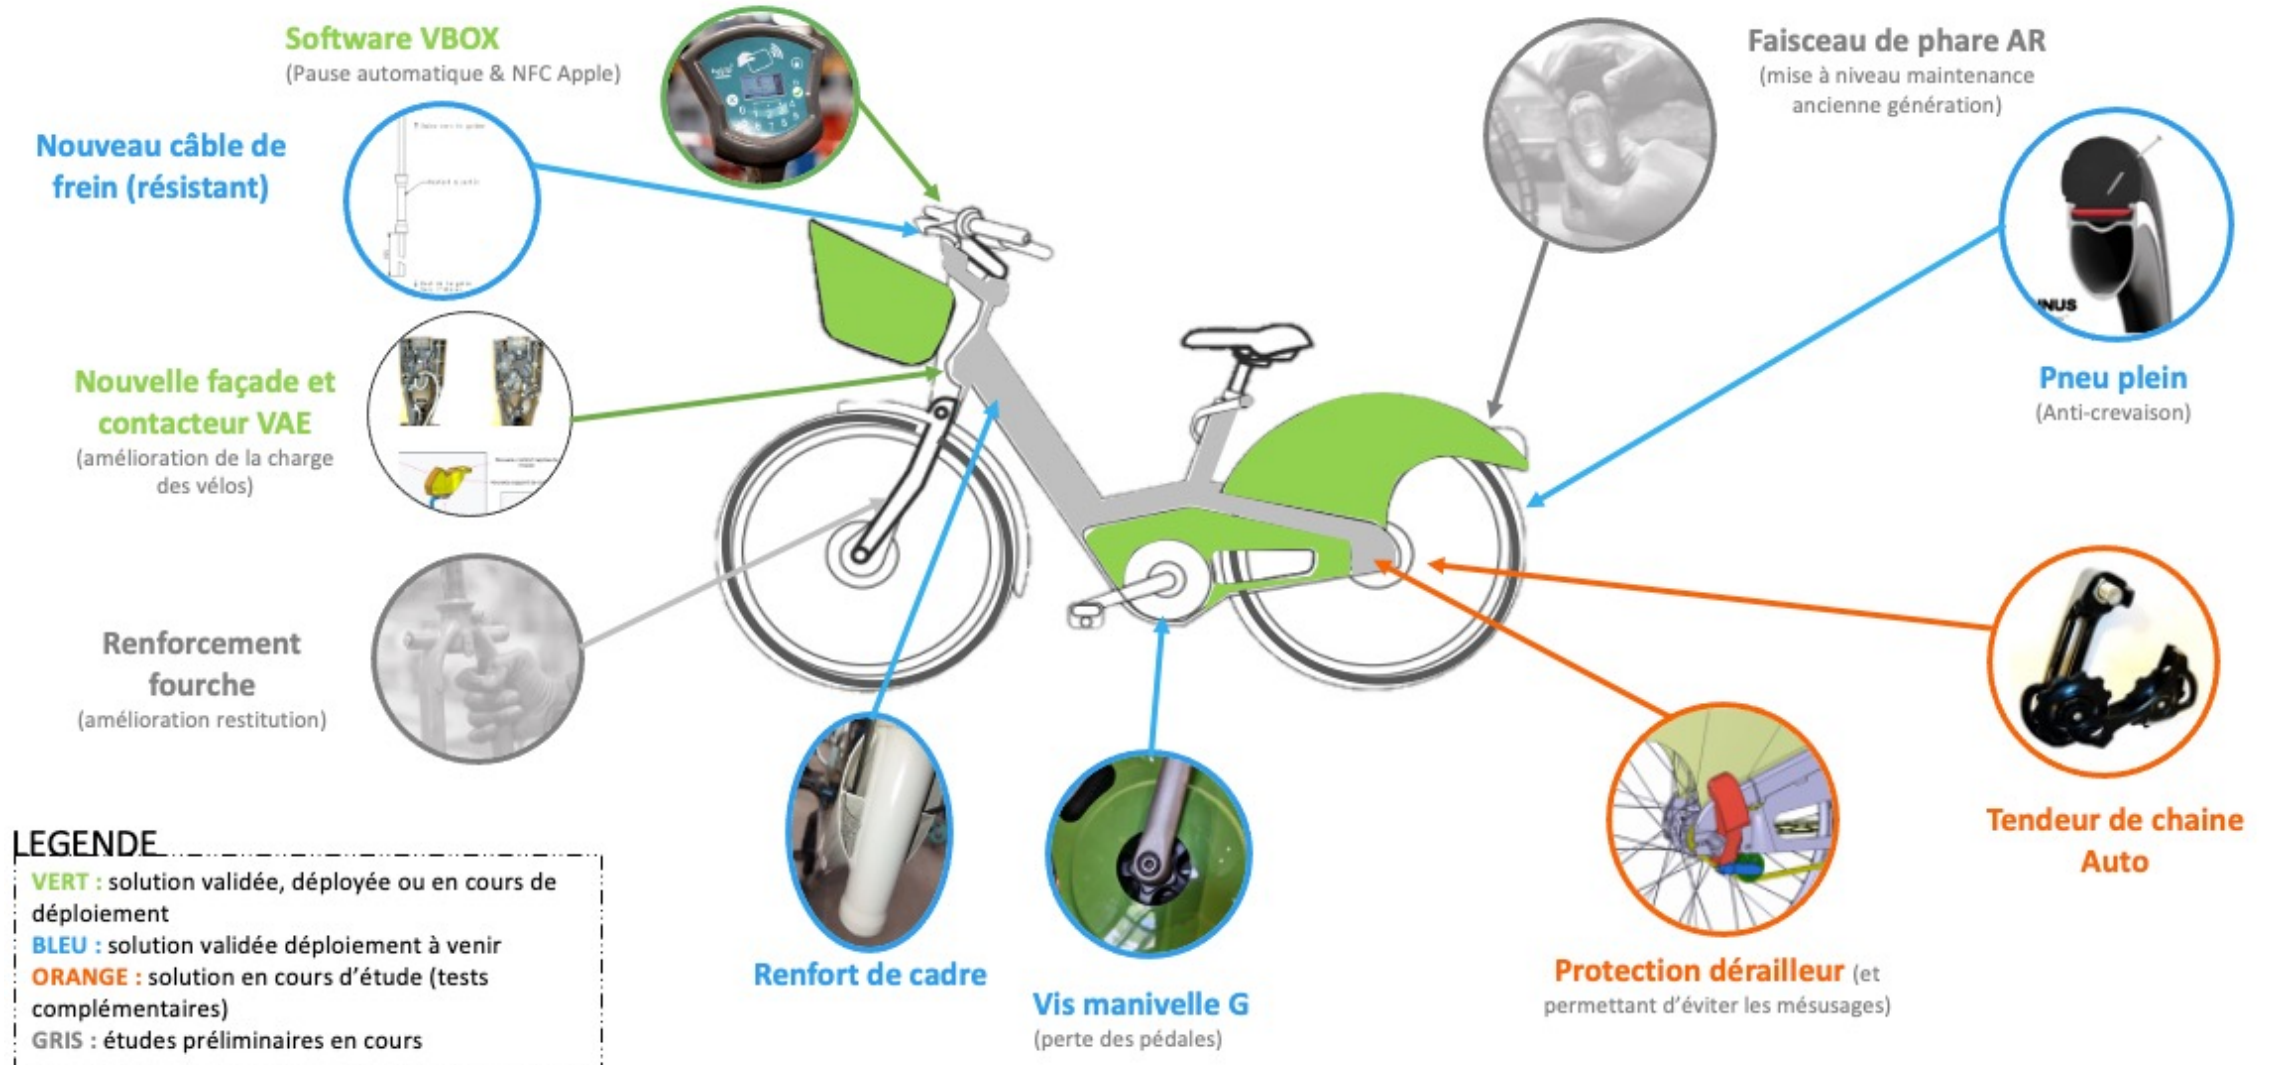 Software VBOX
(Pause automatique & NFC Apple)
Faisceau de phare AR
(mise à niveau maintenance
ancienne génération)
Nouveau câble de
frein (résistant)
NUS
Pneu plein
(Anti-crevaison)
Nouvelle façade et
contacteur VAE
(amélioration de la charge
des vélos)
Renforcement
fourche
(amélioration restitution)
Tendeur de chaine
Auto
Renfort de cadre
Vis manivelle G
(perte des pédales)
Protection dérailleur (et
permettant d’éviter les mésusages)
LEGENDE
VERT : solution validée, déployée ou en cours de
déploiement
BLEU : solution validée déploiement à venir
ORANGE : solution en cours d’étude (tests
complémentaires)
GRIS : études préliminaires en cours